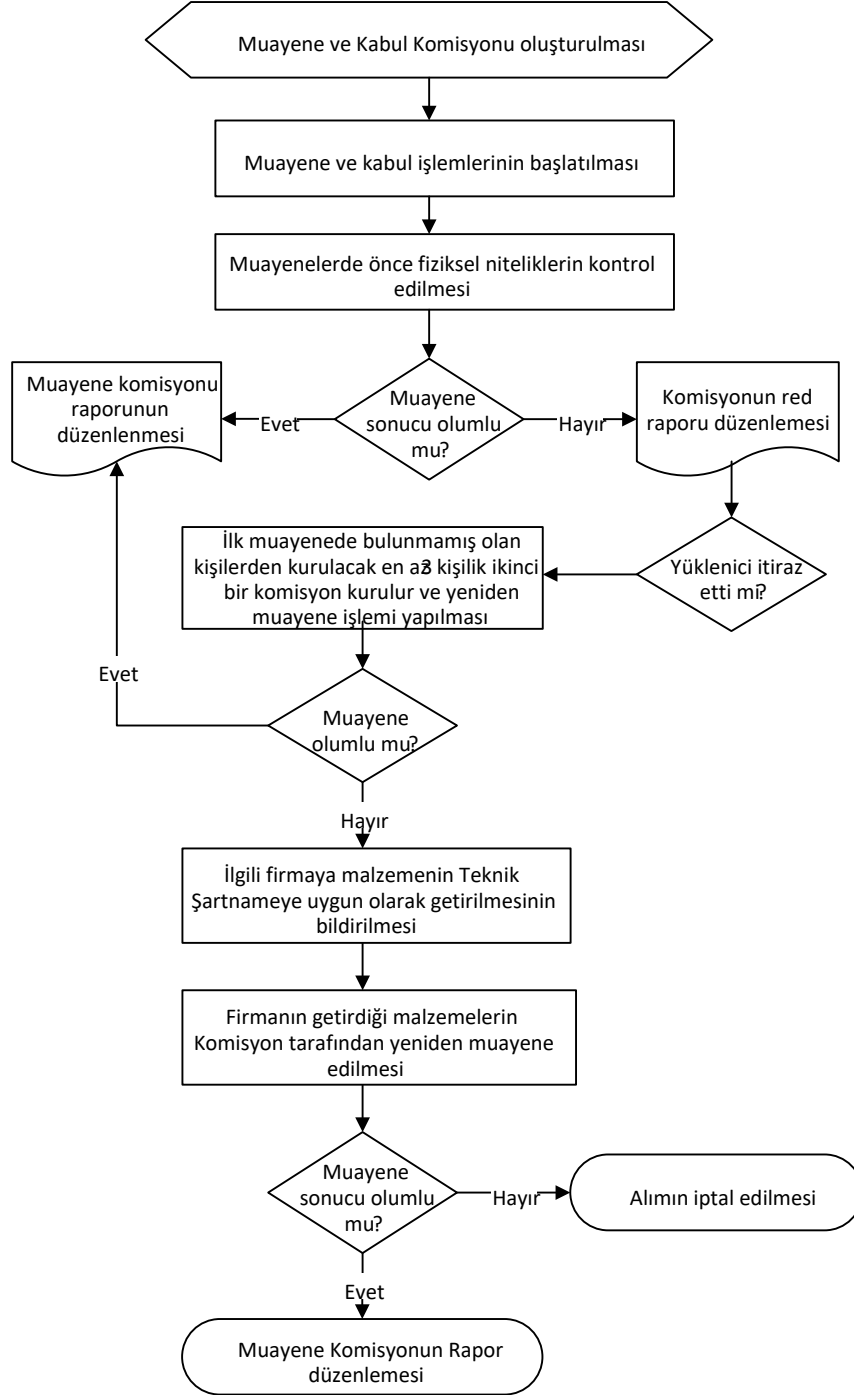 Muayene ve Kabul Komisyonu oluşturulması
Muayene ve kabul işlemlerinin başlatılması
Muayenelerde önce fiziksel niteliklerin kontrol
edilmesi
Muayene komisyonu
raporunun
düzenlenmesi
Evet
Muayene
sonucu olumlu
mu?
Hayır
Komisyonun red
raporu düzenlemesi
Yüklenici itiraz
etti mi?
İlk muayenede bulunmamış olan
kişilerden kurulacak en az 3 kişilik ikinci
bir komisyon kurulur ve yeniden
muayene işlemi yapılması
Evet
Muayene
olumlu mu?
Hayır
İlgili firmaya malzemenin Teknik
Şartnameye uygun olarak getirilmesinin
bildirilmesi
Firmanın getirdiği malzemelerin
Komisyon tarafından yeniden muayene
edilmesi
Muayene
sonucu olumlu
mu?
Hayır
Alımın iptal edilmesi
Evet
Muayene Komisyonun Rapor
düzenlemesi